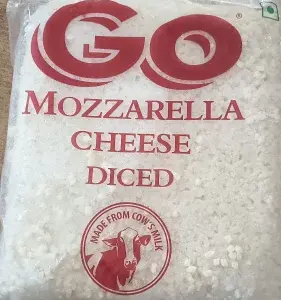 GO®
MOZZARELLA
CHEESE
DICED
MADE FROM COW'S MILK